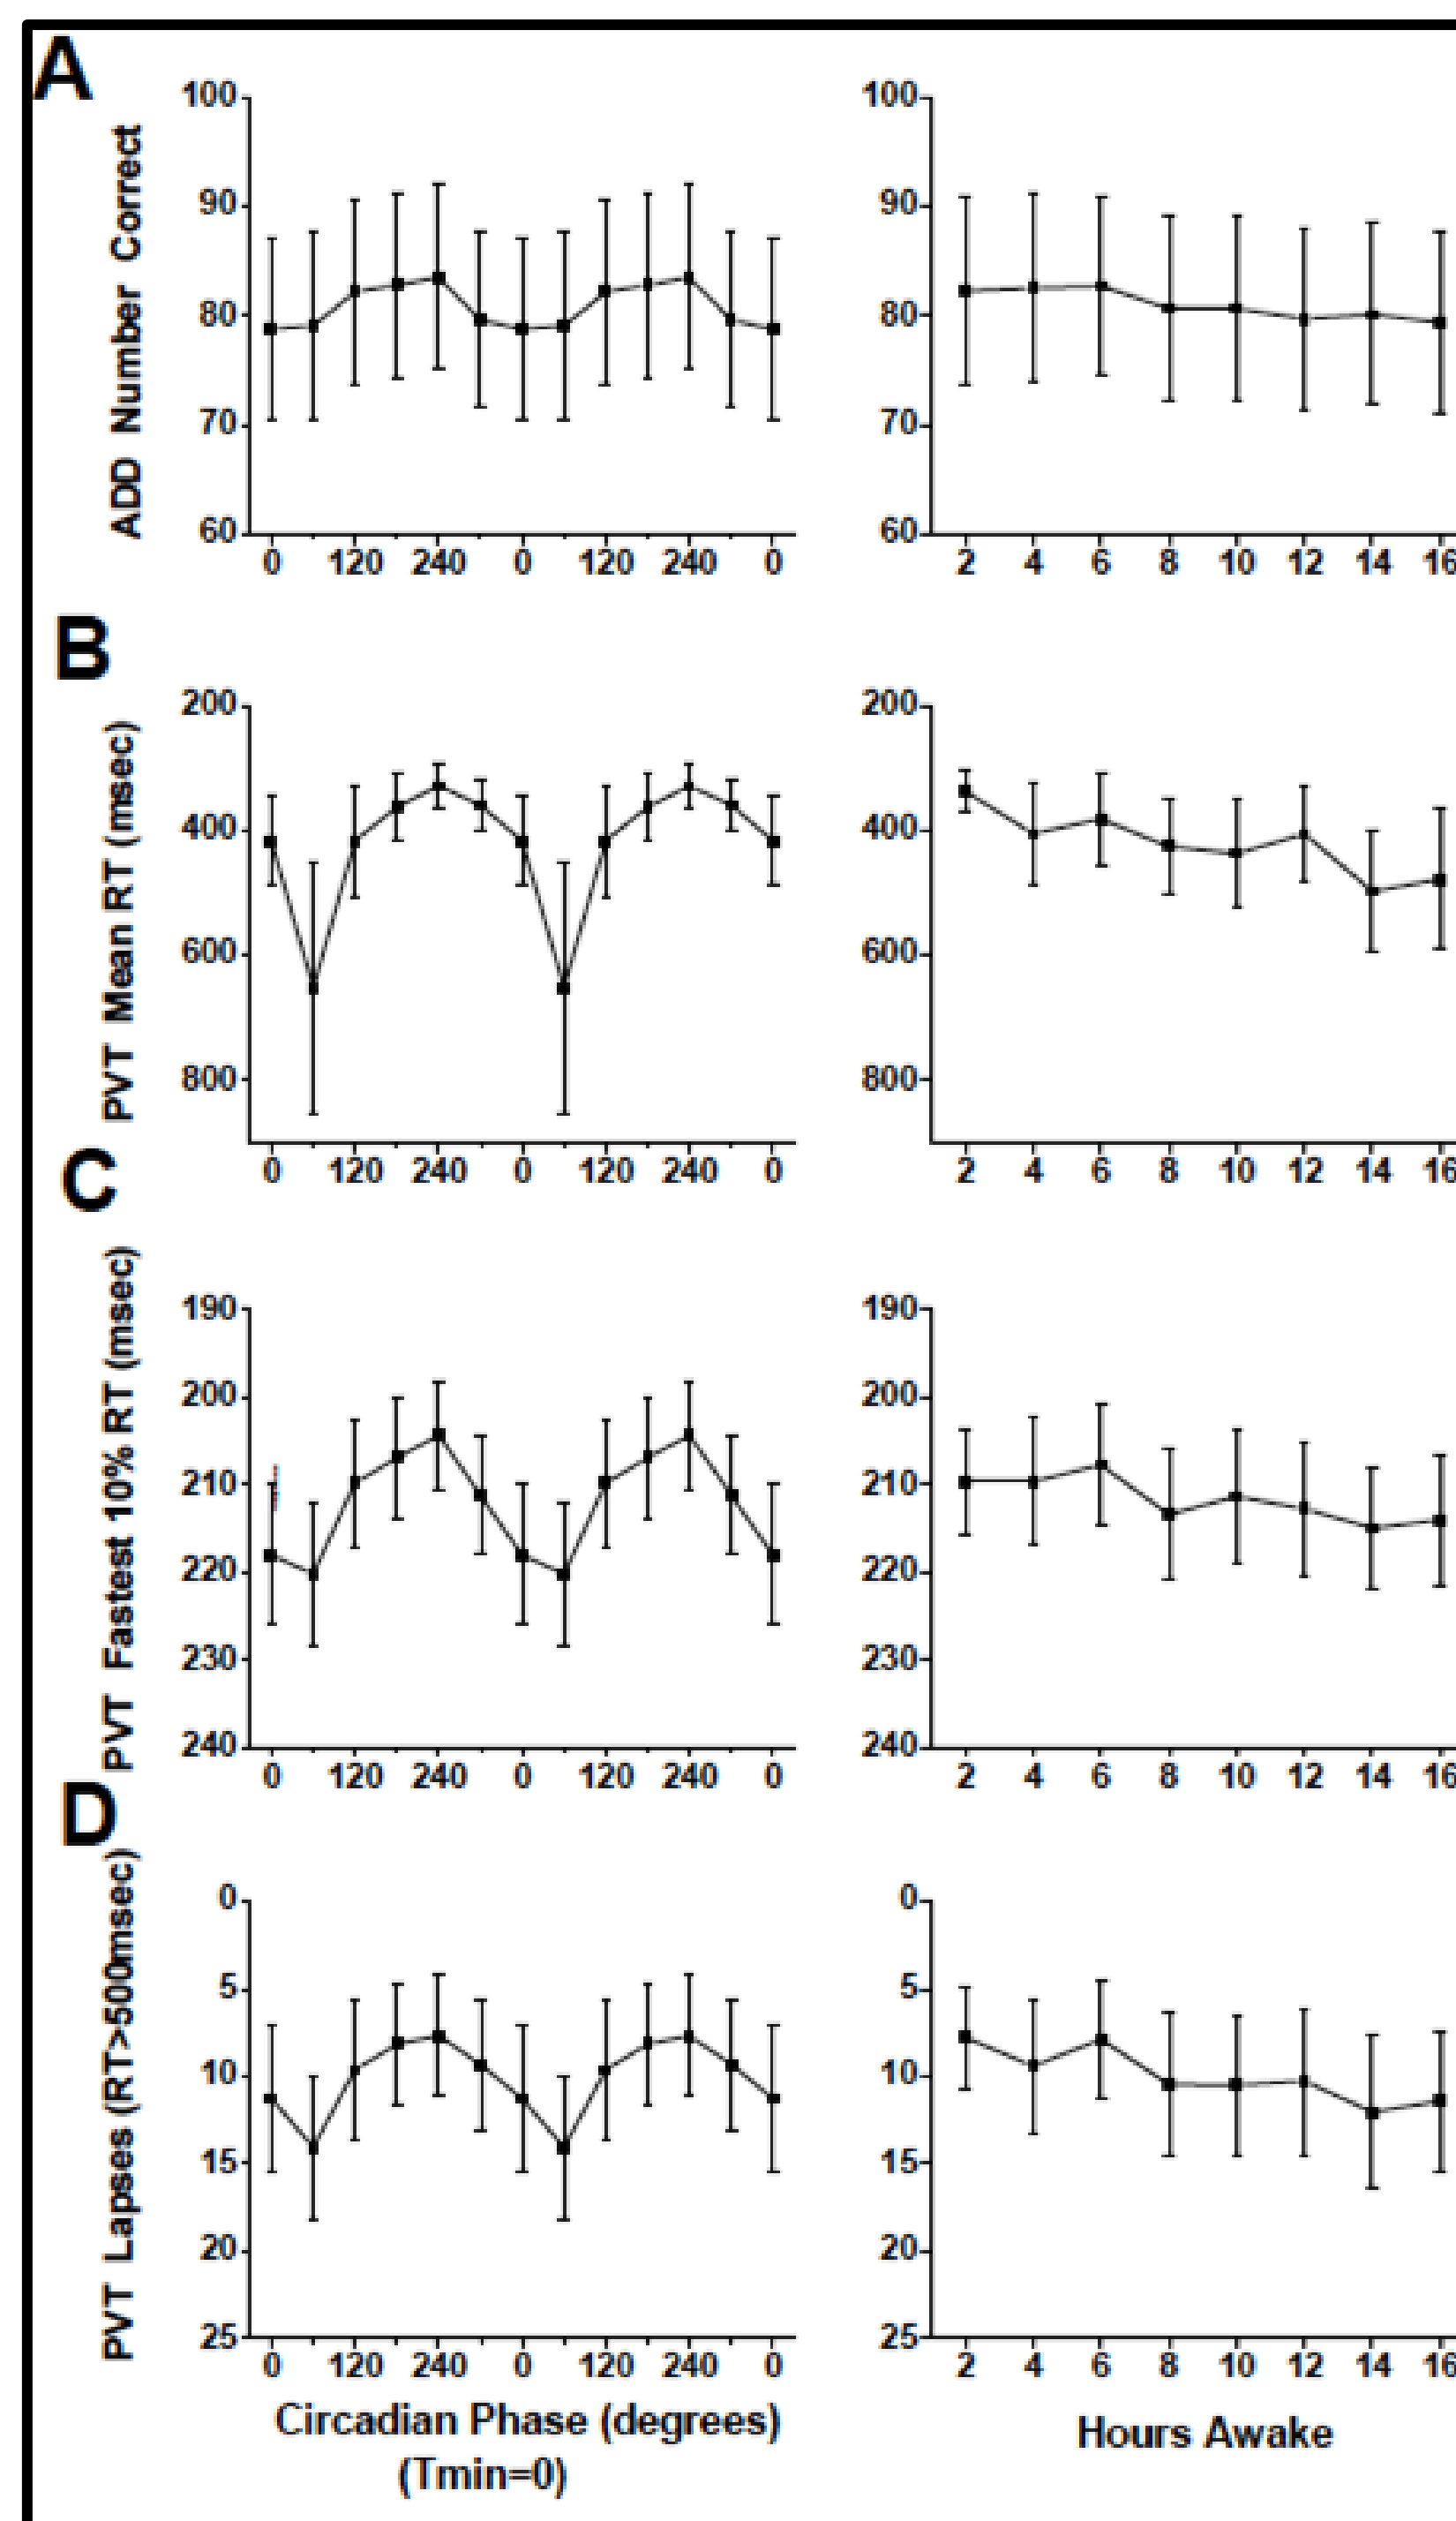 A
ADD Number Correct
100
90
80
70
60
0 120 240 0 120 240 0
100
90
80
70
60
2 4 6 8 10 12 14 16
B
PVT Mean RT (msec)
200
400
600
800
0 120 240 0 120 240 0
200
400
600
800
2 4 6 8 10 12 14 16
C
PVT Fastest 10% RT (msec)
190
200
210
220
230
240
0 120 240 0 120 240 0
190
200
210
220
230
240
2 4 6 8 10 12 14 16
D
PVT Lapses (RT>500msec)
0
5
10
15
20
25
0 120 240 0 120 240 0
0
5
10
15
20
25
2 4 6 8 10 12 14 16
Circadian Phase (degrees)
(Tmin=0)
Hours Awake